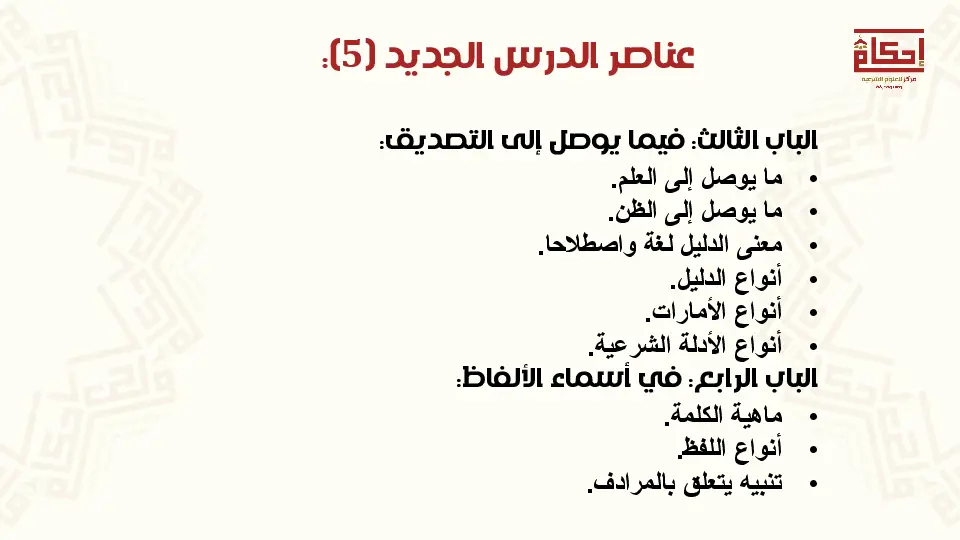 إحكام
مركز للعلوم الشرعية
عناصر الدرس الجديد (5):
الباب الثالث: فيما يوصل إلى التصديق:
• ما يوصل إلى العلم.
• ما يوصل إلى الظن.
• معنى الدليل لغة واصطلاحا.
• أنواع الدليل.
• أنواع الأمارات.
• أنواع الأدلة الشرعية.
الباب الرابع: في أسماء الألفاظ:
• ماهية الكلمة.
• أنواع اللفظ.
• تنبيه يتعلق بالمرادف.